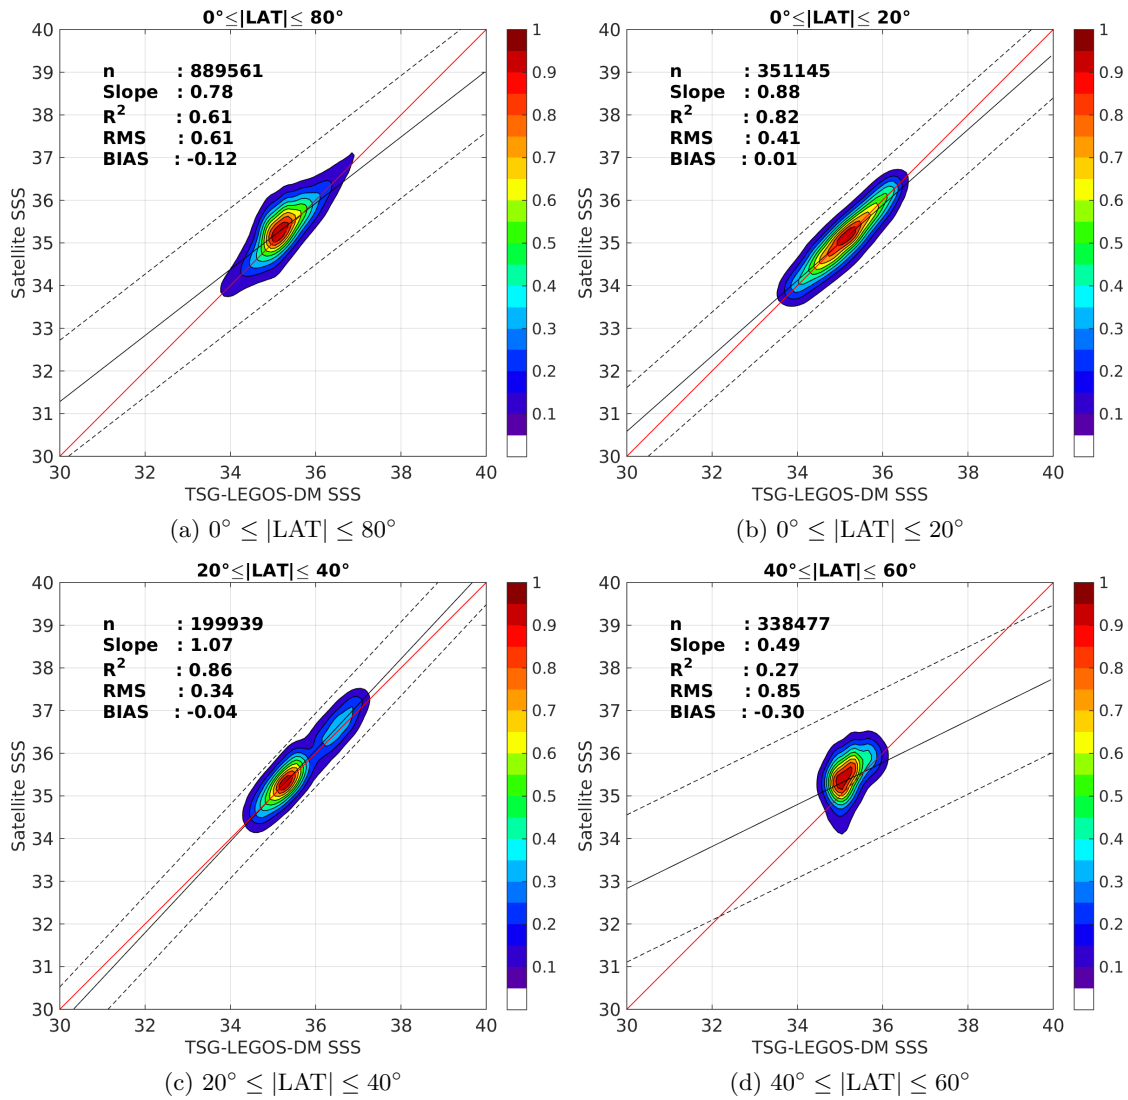 0°≤|LAT|≤ 80°
n : 889561
Slope : 0.78
R² : 0.61
RMS : 0.61
BIAS : -0.12
40
39
38
37
36
35
34
33
32
31
30
Satellite SSS
30 32 34 36 38 40
TSG-LEGOS-DM SSS
1
0.9
0.8
0.7
0.6
0.5
0.4
0.3
0.2
0.1
(a) 0° ≤ |LAT| ≤ 80°
0°≤|LAT|≤ 20°
n : 351145
Slope : 0.88
R² : 0.82
RMS : 0.41
BIAS : 0.01
40
39
38
37
36
35
34
33
32
31
30
Satellite SSS
30 32 34 36 38 40
TSG-LEGOS-DM SSS
1
0.9
0.8
0.7
0.6
0.5
0.4
0.3
0.2
0.1
(b) 0° ≤ |LAT| ≤ 20°
20°≤|LAT|≤ 40°
n : 199939
Slope : 1.07
R² : 0.86
RMS : 0.34
BIAS : -0.04
40
39
38
37
36
35
34
33
32
31
30
Satellite SSS
30 32 34 36 38 40
TSG-LEGOS-DM SSS
1
0.9
0.8
0.7
0.6
0.5
0.4
0.3
0.2
0.1
(c) 20° ≤ |LAT| ≤ 40°
40°≤|LAT|≤ 60°
n : 338477
Slope : 0.49
R² : 0.27
RMS : 0.85
BIAS : -0.30
40
39
38
37
36
35
34
33
32
31
30
Satellite SSS
30 32 34 36 38 40
TSG-LEGOS-DM SSS
1
0.9
0.8
0.7
0.6
0.5
0.4
0.3
0.2
0.1
(d) 40° ≤ |LAT| ≤ 60°